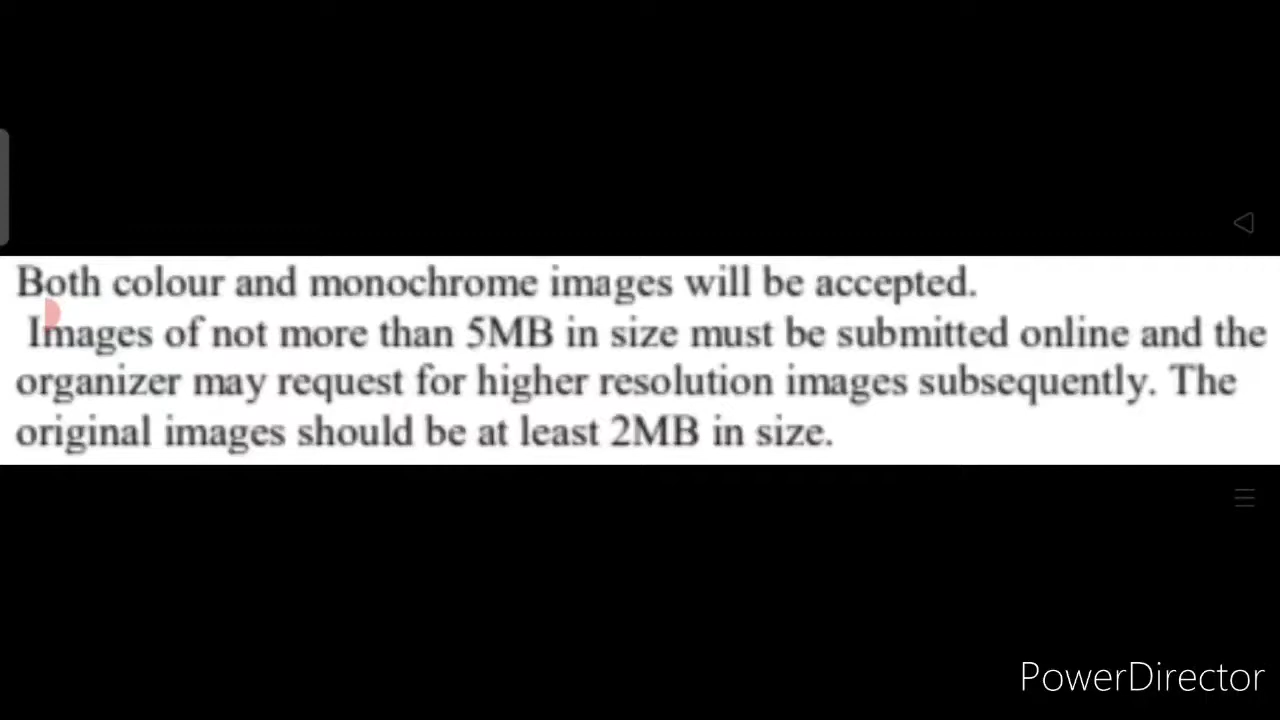 Both colour and monochrome images will be accepted.
Images of not more than 5MB in size must be submitted online and the
organizer may request for higher resolution images subsequently. The
original images should be at least 2MB in size.
PowerDirector